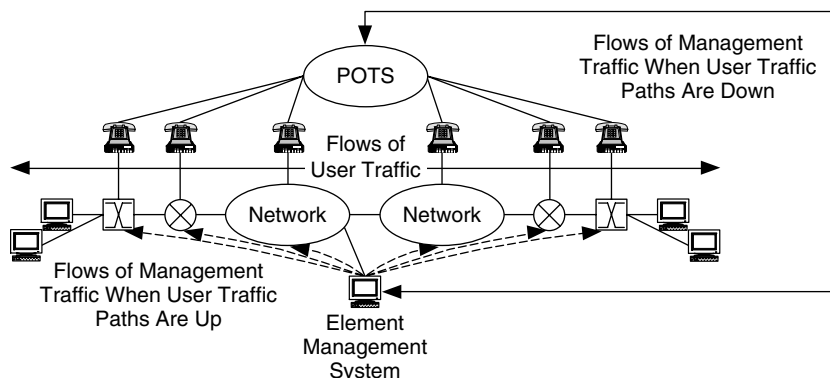 POTS
Flows of Management
Traffic When User Traffic
Paths Are Down
Flows of
User Traffic
Network
Network
Flows of Management
Traffic When User Traffic
Paths Are Up
Element
Management
System